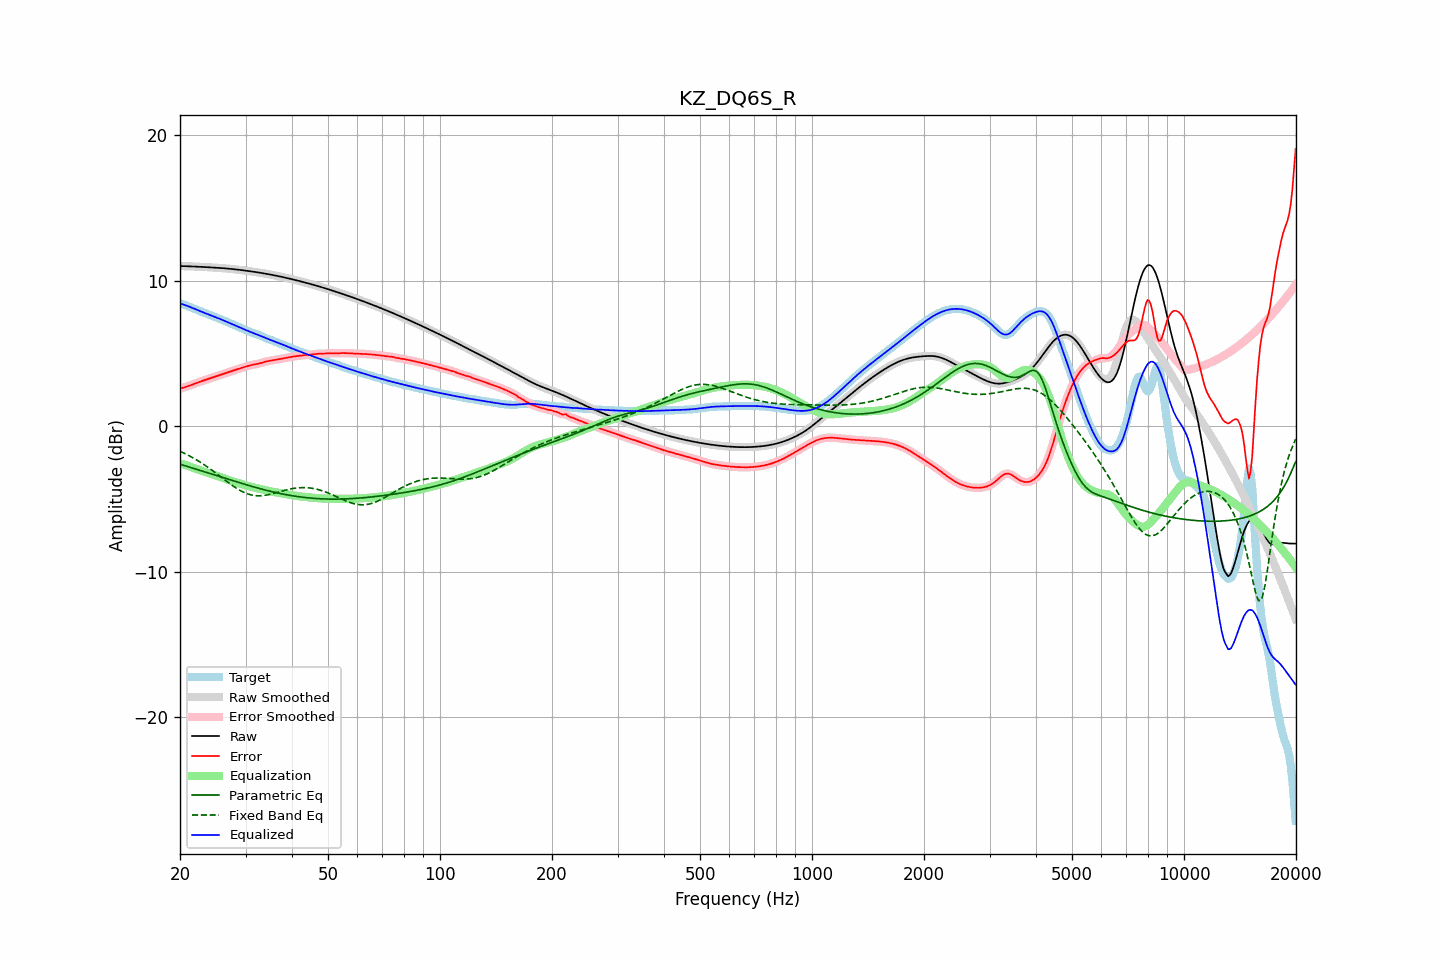 KZ_DQ6S_R
Amplitude (dBr)
20
10
0
−10
−20
Target
Raw Smoothed
Error Smoothed
Raw
Error
Equalization
Parametric Eq
Fixed Band Eq
Equalized
20 50 100 200 500 1000 2000 5000 10000 20000
Frequency (Hz)